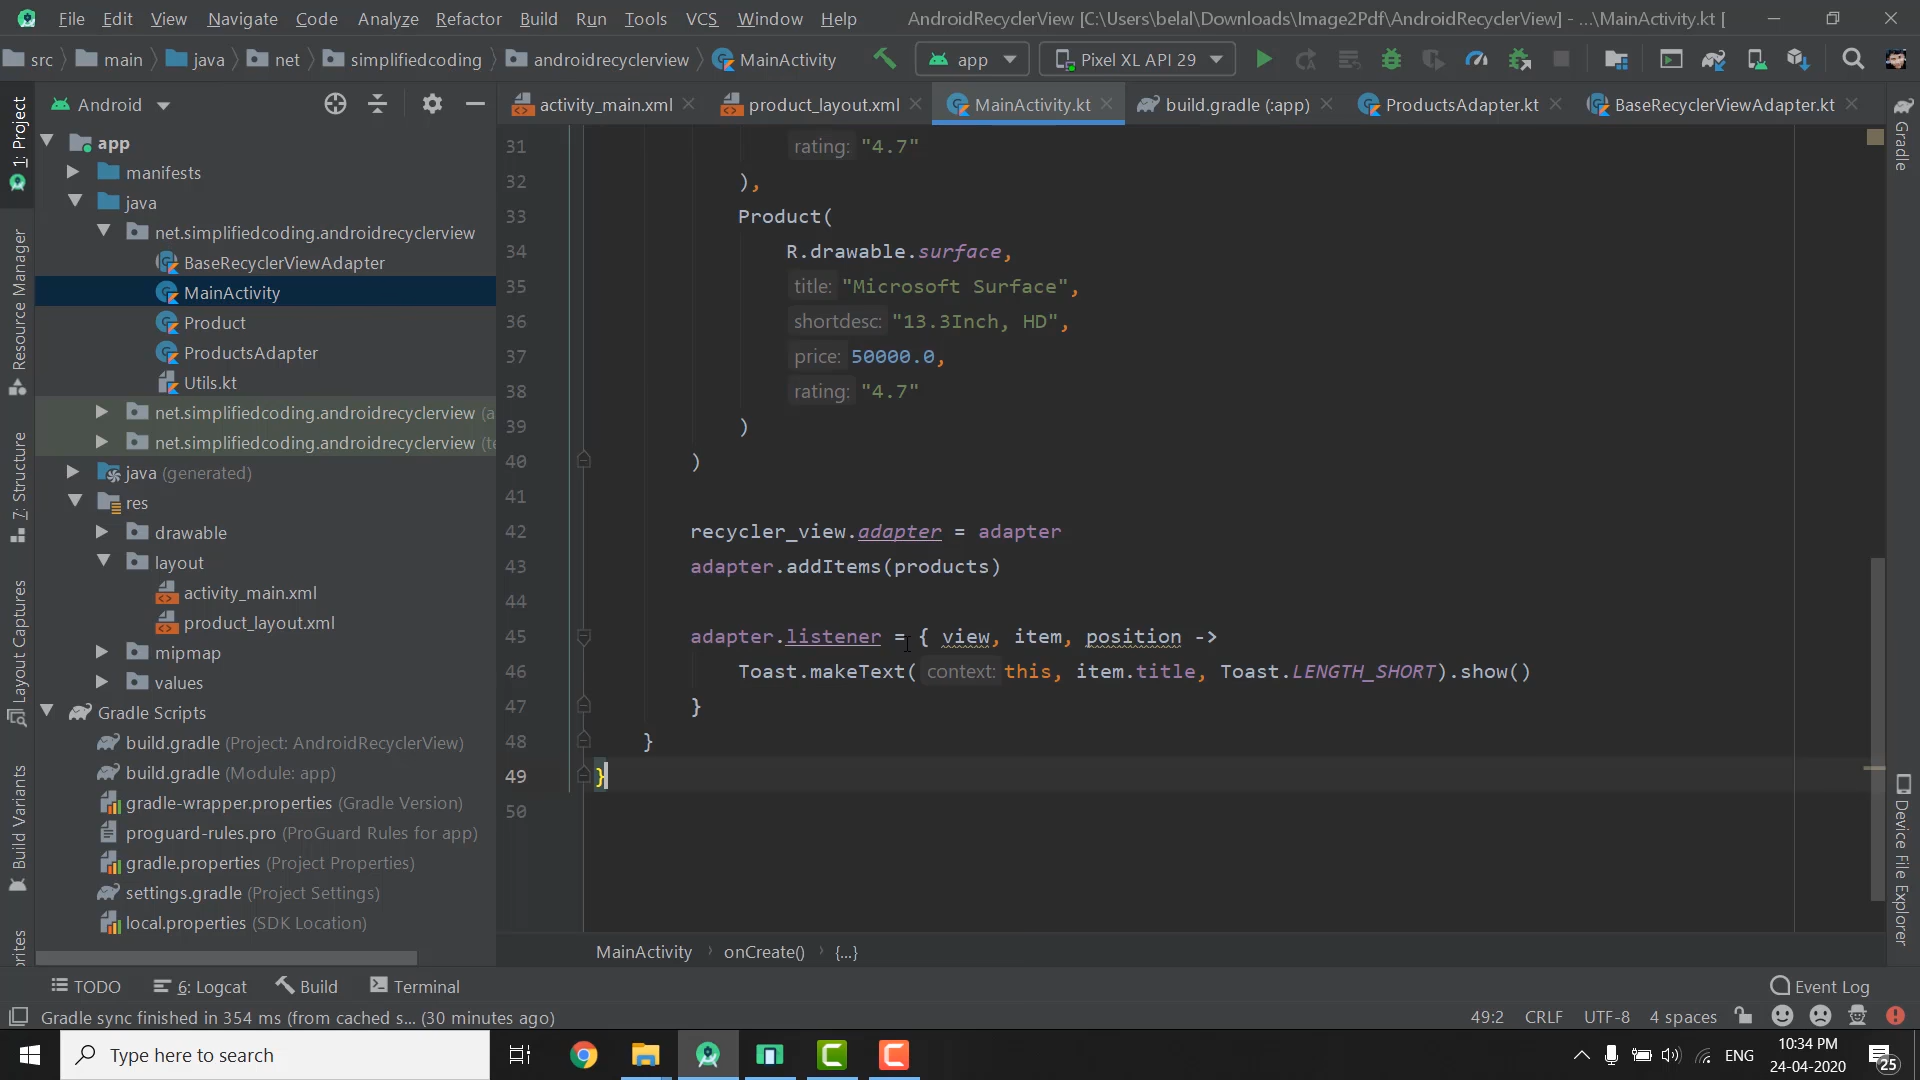 File Edit View Navigate Code Analyze Refactor Build Run Tools VCS Window Help AndroidRecyclerView [C:\Users\belal\Downloads\Image2Pdf\AndroidRecyclerView] - ...\MainActivity.kt [
src main java net simplifiedcoding androidrecyclerview MainActivity app Pixel XL API 29
Android activity_main.xml product_layout.xml MainActivity.kt build.gradle (:app) ProductsAdapter.kt BaseRecyclerViewAdapter.kt
1: Project
Resource Manager
7: Structure
Layout Captures
Build Variants
app
manifests
java
net.simplifiedcoding.androidrecyclerview
BaseRecyclerViewAdapter
MainActivity
Product
ProductsAdapter
Utils.kt
net.simplifiedcoding.androidrecyclerview (a
net.simplifiedcoding.androidrecyclerview (te
java (generated)
res
drawable
layout
activity_main.xml
product_layout.xml
mipmap
values
Gradle Scripts
build.gradle (Project: AndroidRecyclerView)
build.gradle (Module: app)
gradle-wrapper.properties (Gradle Version)
proguard-rules.pro (ProGuard Rules for app)
gradle.properties (Project Properties)
settings.gradle (Project Settings)
local.properties (SDK Location)
31 rating: "4.7"
32 ),
33 Product(
34 R.drawable.surface,
35 title: "Microsoft Surface",
36 shortdesc: "13.3Inch, HD",
37 price: 50000.0,
38 rating: "4.7"
39 )
40 )
41
42 recycler_view.adapter = adapter
43 adapter.addItems(products)
44
45 adapter.listener = { view, item, position ->
46 Toast.makeText( context: this, item.title, Toast.LENGTH_SHORT).show()
47 }
48 }
49 }
50
Gradle
Device File Explorer
MainActivity onCreate() {...}
TODO 6: Logcat Build Terminal Event Log
Gradle sync finished in 354 ms (from cached s... (30 minutes ago) 49:2 CRLF UTF-8 4 spaces
Type here to search ENG 10:34 PM
24-04-2020 25